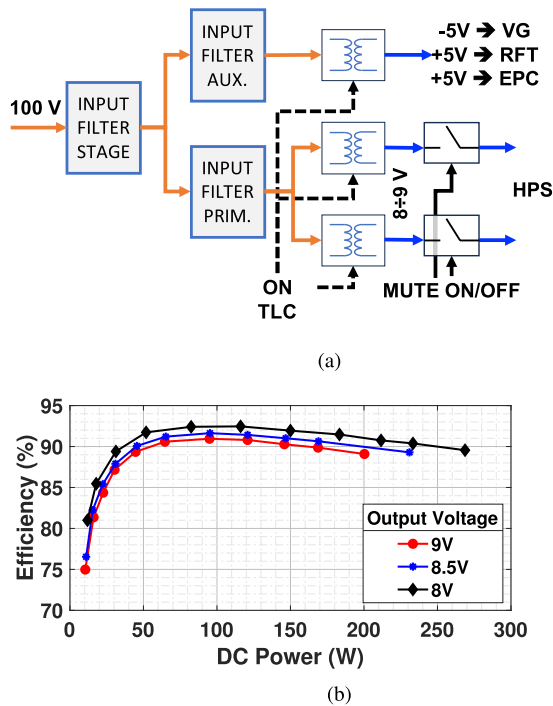 -5V → VG
+5V → RFT
+5V → EPC
INPUT
FILTER
AUX.
100 V
INPUT
FILTER
STAGE
INPUT
FILTER
PRIM.
8÷9 V
HPS
ON
TLC
MUTE ON/OFF
(a)
Efficiency (%)
95
90
85
80
75
70
Output Voltage
9V
8.5V
8V
0 50 100 150 200 250 300
DC Power (W)
(b)